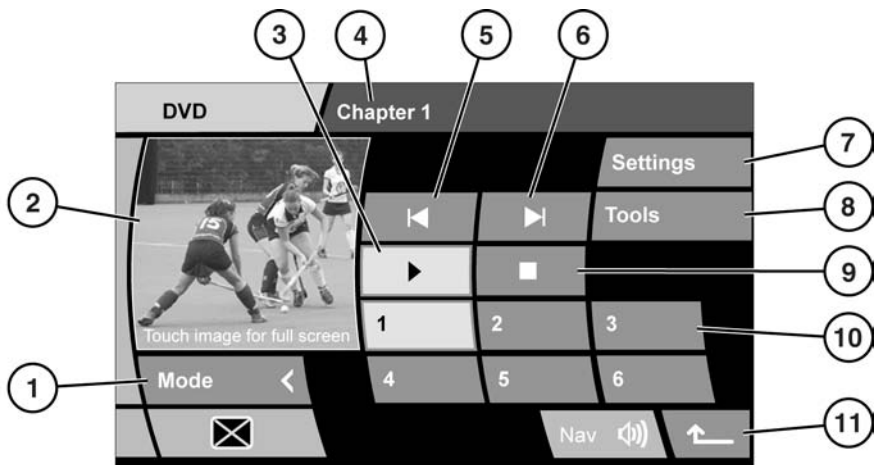 3 4 5 6
DVD Chapter 1
Settings 7
2 Tools 8
15
9
Touch image for full screen
1 2 3 10
1 Mode 4 5 6
Nav 11